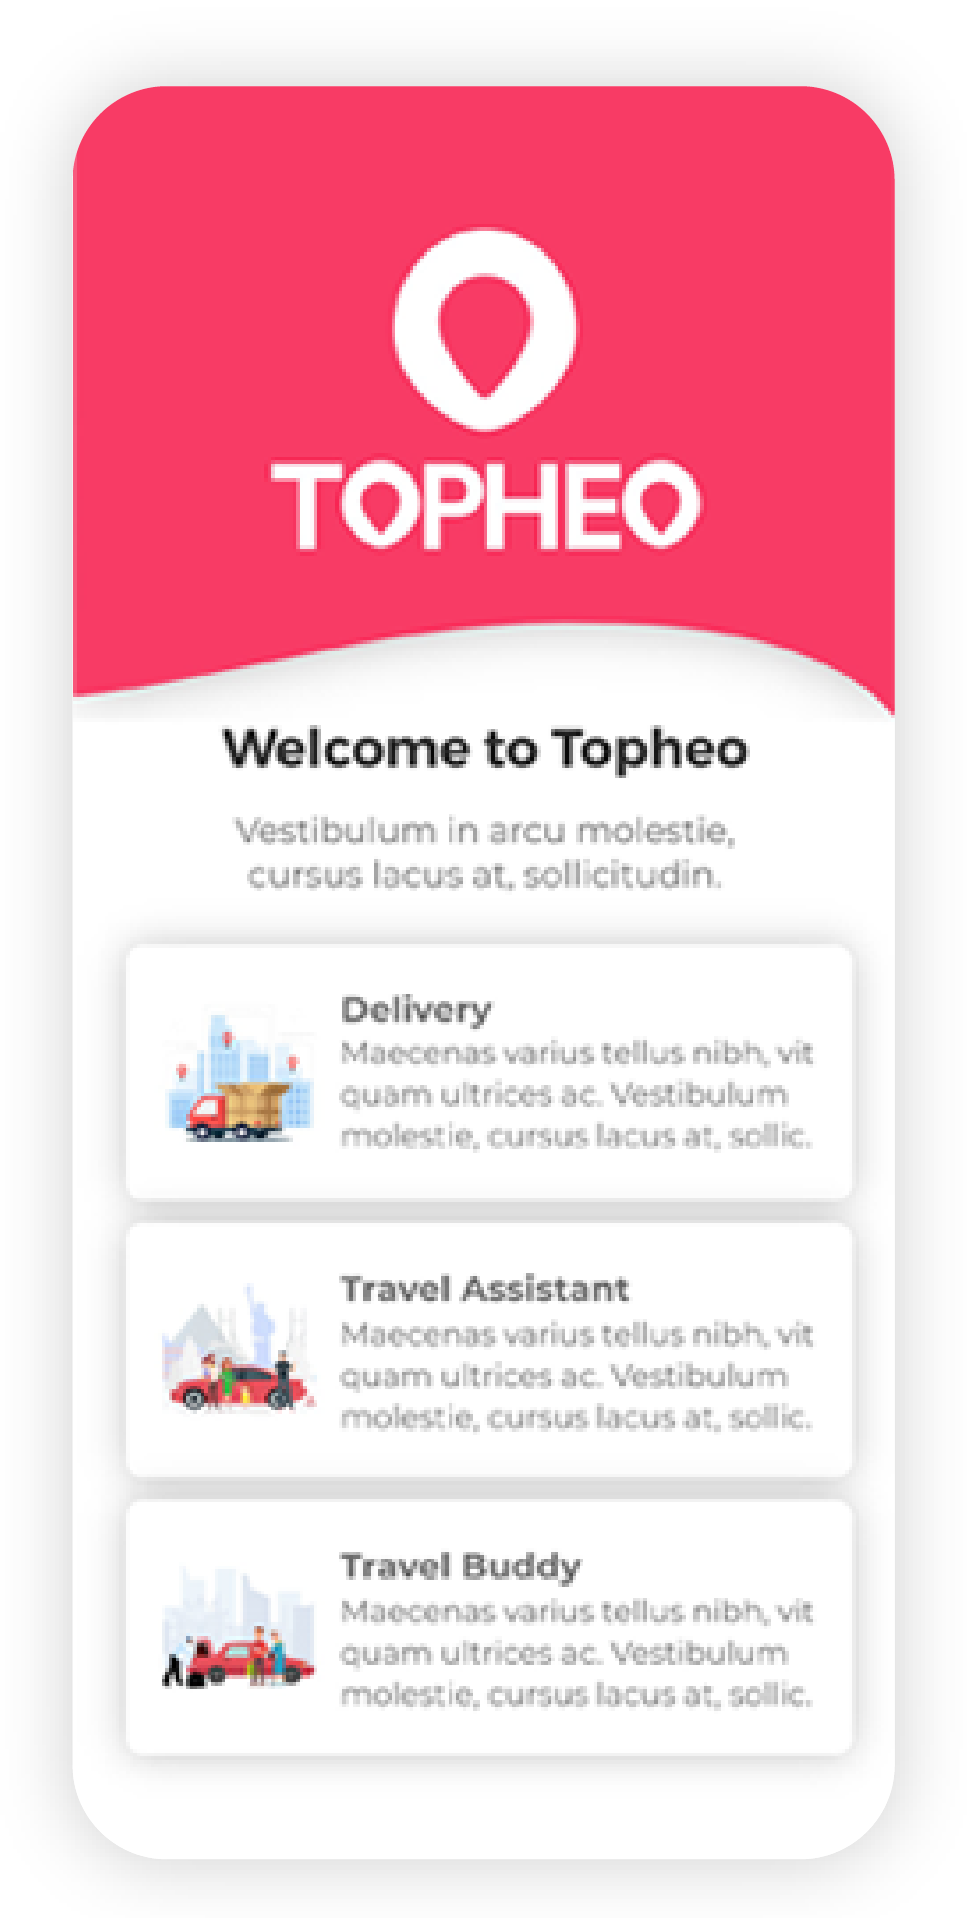 TOPHEO
Welcome to Topheo
Vestibulum in arcu molestie,
cursus lacus at, sollicitudin.
Delivery
Maecenas varius tellus nibh, vit
quam ultrices ac. Vestibulum
molestie, cursus lacus at, sollic.
Travel Assistant
Maecenas varius tellus nibh, vit
quam ultrices ac. Vestibulum
molestie, cursus lacus at, sollic.
Travel Buddy
Maecenas varius tellus nibh, vit
quam ultrices ac. Vestibulum
molestie, cursus lacus at, sollic.